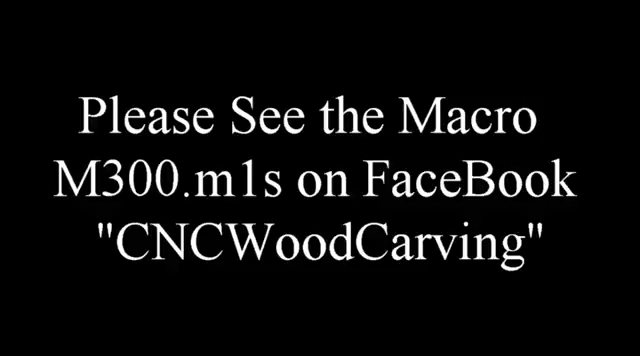 Please See the Macro
M300.m1s on FaceBook
"CNCWoodCarving"